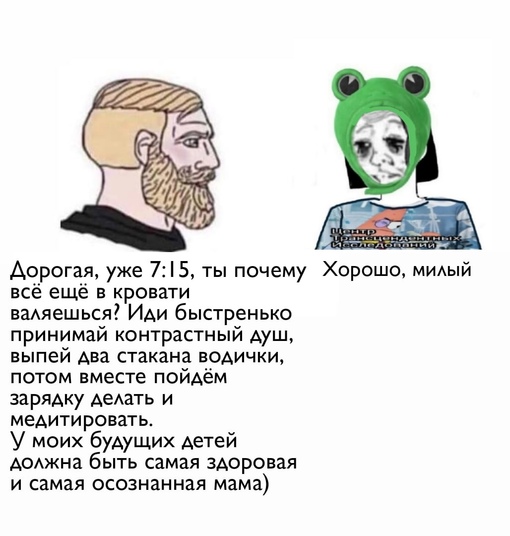 Центр
Трансцендентных
Исследований
Дорогая, уже 7:15, ты почему
всё ещё в кровати
валяешься? Иди быстренько
принимай контрастный душ,
выпей два стакана водички,
потом вместе пойдём
зарядку делать и
медитировать.
У моих будущих детей
должна быть самая здоровая
и самая осознанная мама)
Хорошо, милый